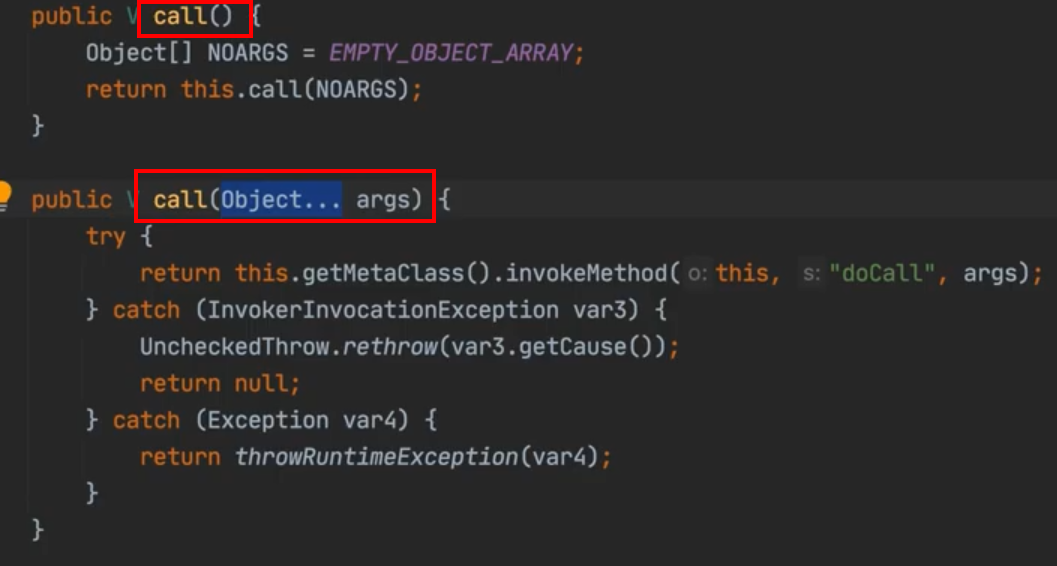 public V call() {
Object[] NOARGS = EMPTY_OBJECT_ARRAY;
return this.call(NOARGS);
}
public V call(Object... args) {
try {
return this.getMetaClass().invokeMethod( o: this, s: "doCall", args);
} catch (InvokerInvocationException var3) {
UncheckedThrow.rethrow(var3.getCause());
return null;
} catch (Exception var4) {
return throwRuntimeException(var4);
}
}